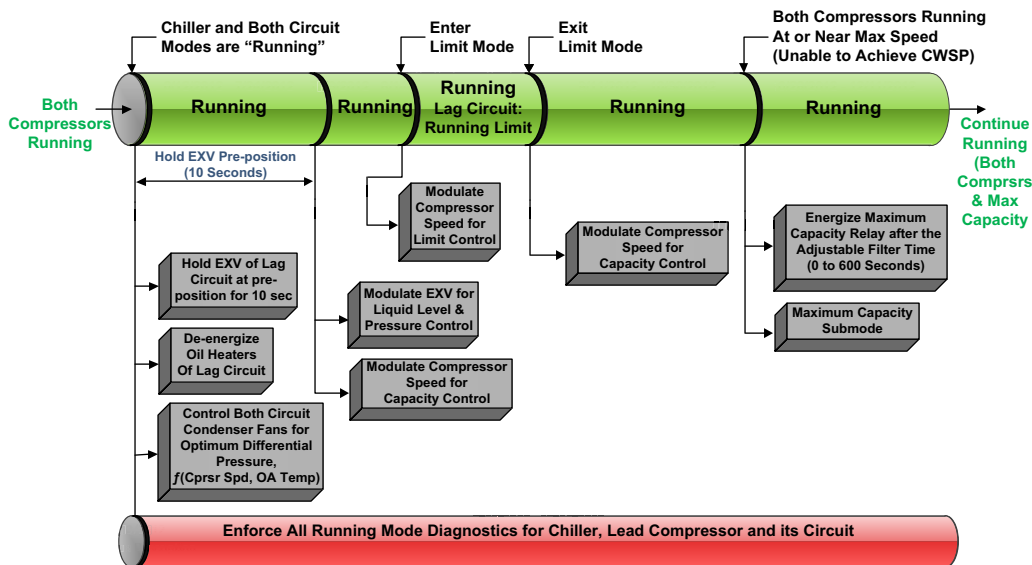 Chiller and Both Circuit
Modes are “Running”
Enter
Limit Mode
Exit
Limit Mode
Both Compressors Running
At or Near Max Speed
(Unable to Achieve CWSP)
Both
Compressors
Running
Running
Running
Running
Lag Circuit:
Running Limit
Running
Running
Continue
Running
(Both
Comprsrs
& Max
Capacity
Hold EXV Pre-position
(10 Seconds)
Modulate
Compressor
Speed for
Limit Control
Modulate Compressor
Speed for
Capacity Control
Energize Maximum
Capacity Relay after the
Adjustable Filter Time
(0 to 600 Seconds)
Hold EXV of Lag
Circuit at pre-
position for 10 sec
Modulate EXV for
Liquid Level &
Pressure Control
Maximum Capacity
Submode
De-energize
Oil Heaters
Of Lag Circuit
Modulate Compressor
Speed for
Capacity Control
Control Both Circuit
Condenser Fans for
Optimum Differential
Pressure,
ƒ(Cprsr Spd, OA Temp)
Enforce All Running Mode Diagnostics for Chiller, Lead Compressor and its Circuit